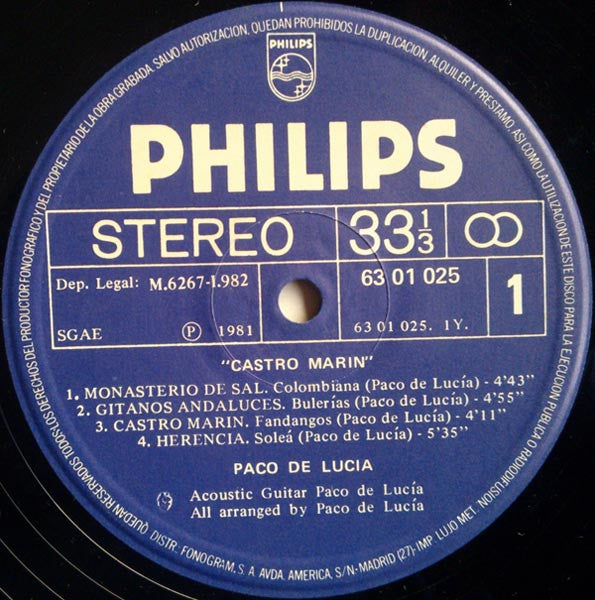 RESERVADOS TODOS LOS DERECHOS DEL PRODUCTOR FONOGRAFICO Y DEL PROPIETARIO DE LA OBRA GRABADA. SALVO AUTORIZACION, QUEDAN PROHIBIDOS LA DUPLICACION, ALQUILER Y PRESTAMO, ASI COMO LA UTILIZACION DE ESTE DISCO PARA LA EJECUCION PUBLICA O RADIODIFUSION.
PHILIPS
PHILIPS
STEREO 33 1/3
Dep. Legal: M.6267-1.982 63 01 025 1
SGAE Ⓟ 1981 63 01 025. 1Y.
"CASTRO MARIN"
1. MONASTERIO DE SAL. Colombiana (Paco de Lucía) - 4'43"
2. GITANOS ANDALUCES. Bulerías (Paco de Lucía) - 4'55"
3. CASTRO MARIN. Fandangos (Paco de Lucía) - 4'11"
4. HERENCIA. Soleá (Paco de Lucía) - 5'35"
PACO DE LUCIA
Acoustic Guitar Paco de Lucía
All arranged by Paco de Lucía
QUEDAN RESERVADOS DISTR: FONOGRAM, S. A. AVDA. AMERICA, S/N-MADRID (27)-IMP. LUJO MET. NINTZEL